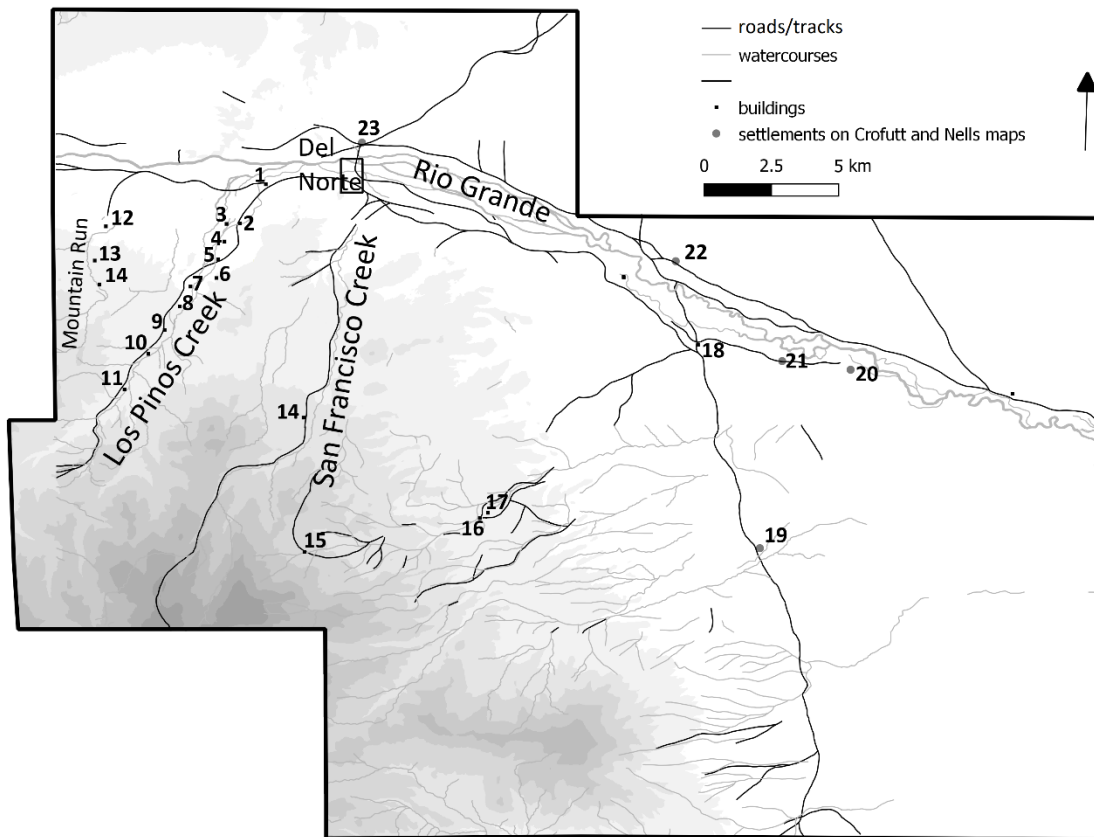 roads/tracks
watercourses
buildings
settlements on Crofutt and Nells maps
0 2.5 5 km
23
Del
Norte
Rio Grande
1
12
3
2
4
13
5
22
14
6
Mountain Run
7
8
San Francisco Creek
9
Los Pinos Creek
10
18
21
20
11
14
17
16
19
15